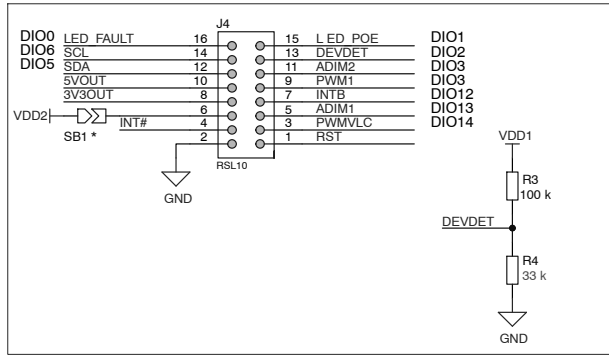 J4
DIO0 LED_FAULT 16 15 LED_POE DIO1
DIO6 SCL 14 13 DEVDET DIO2
DIO5 SDA 12 11 ADIM2 DIO3
5VOUT 10 9 PWM1 DIO3
3V3OUT 8 7 INTB DIO12
VDD2 6 5 ADIM1 DIO13
SB1 * INT# 4 3 PWMVLC DIO14
2 1 RST
RSL10
GND
VDD1
R3
100 k
DEVDET
R4
33 k
GND